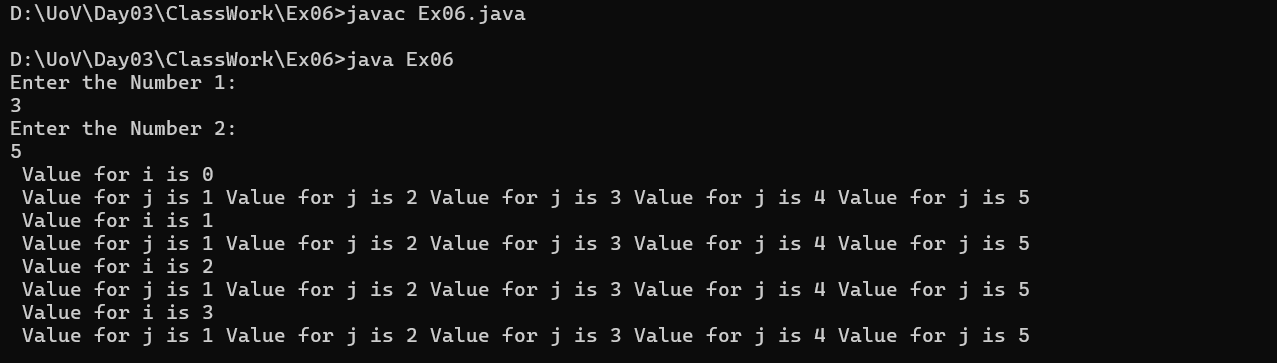 D:\UoV\Day03\ClassWork\Ex06>javac Ex06.java
D:\UoV\Day03\ClassWork\Ex06>java Ex06
Enter the Number 1:
3
Enter the Number 2:
5
Value for i is 0
Value for j is 1 Value for j is 2 Value for j is 3 Value for j is 4 Value for j is 5
Value for i is 1
Value for j is 1 Value for j is 2 Value for j is 3 Value for j is 4 Value for j is 5
Value for i is 2
Value for j is 1 Value for j is 2 Value for j is 3 Value for j is 4 Value for j is 5
Value for i is 3
Value for j is 1 Value for j is 2 Value for j is 3 Value for j is 4 Value for j is 5